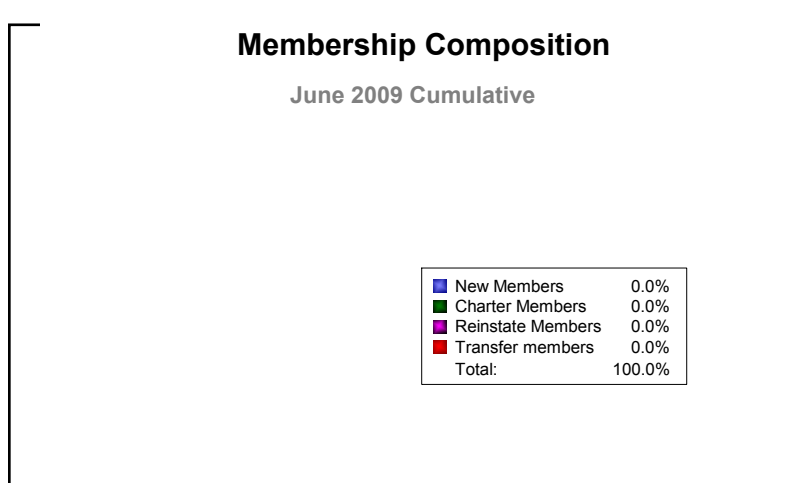 Membership Composition
June 2009 Cumulative
New Members 0.0%
Charter Members 0.0%
Reinstate Members 0.0%
Transfer members 0.0%
Total: 100.0%